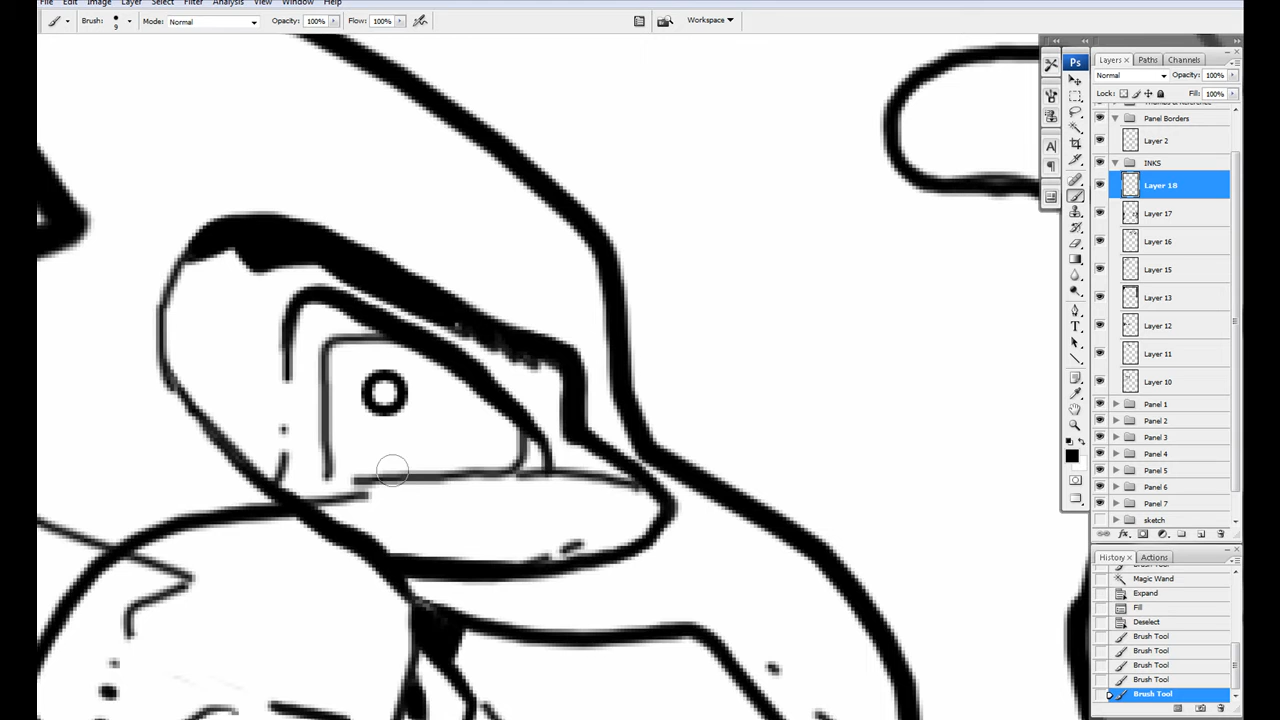 File Edit Image Layer Select Filter Analysis View Window Help
Brush: 9 Mode: Normal Opacity: 100% Flow: 100% Workspace
Ps
Layers Paths Channels
Normal Opacity: 100%
Lock: Fill: 100%
Panel Borders
Layer 2
INKS
Layer 18
Layer 17
Layer 16
Layer 15
Layer 13
Layer 12
Layer 11
Layer 10
Panel 1
Panel 2
Panel 3
Panel 4
Panel 5
Panel 6
Panel 7
sketch
History Actions
Brush Tool
Magic Wand
Expand
Fill
Deselect
Brush Tool
Brush Tool
Brush Tool
Brush Tool
Brush Tool